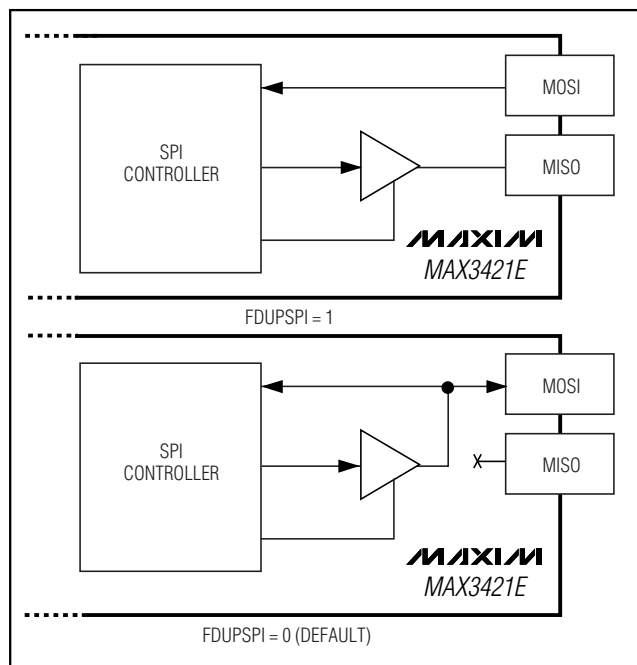 MOSI
SPI
CONTROLLER
MISO
MAXIM
MAX3421E
FDUPSPI = 1
MOSI
SPI
CONTROLLER
MISO
X
MAXIM
MAX3421E
FDUPSPI = 0 (DEFAULT)